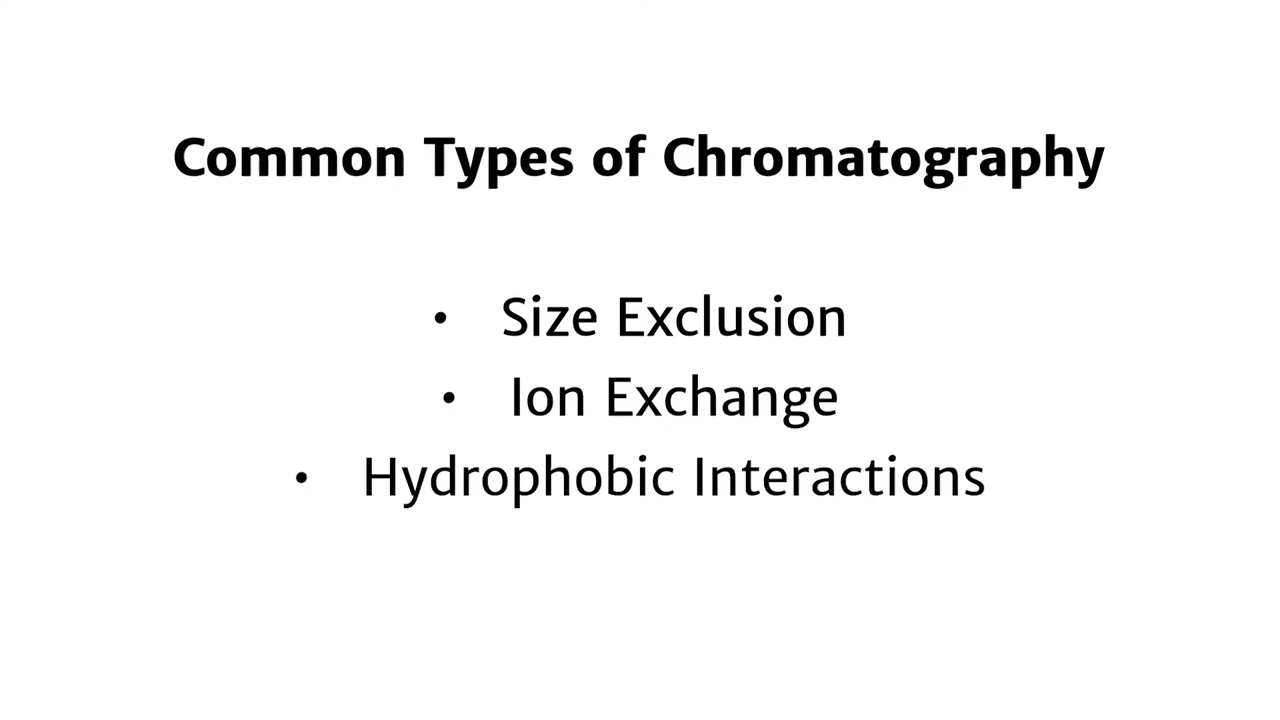 Common Types of Chromatography
• Size Exclusion
• Ion Exchange
• Hydrophobic Interactions